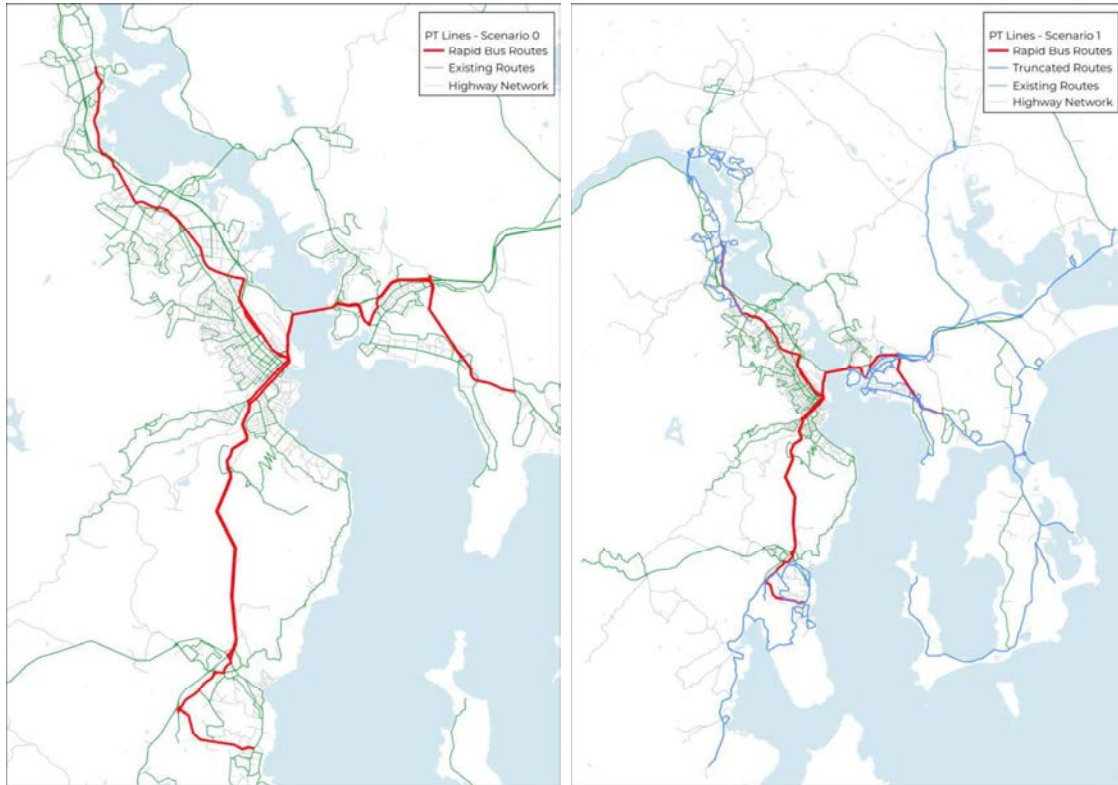 PT Lines - Scenario 0
Rapid Bus Routes
Existing Routes
Highway Network
PT Lines - Scenario 1
Rapid Bus Routes
Truncated Routes
Existing Routes
Highway Network